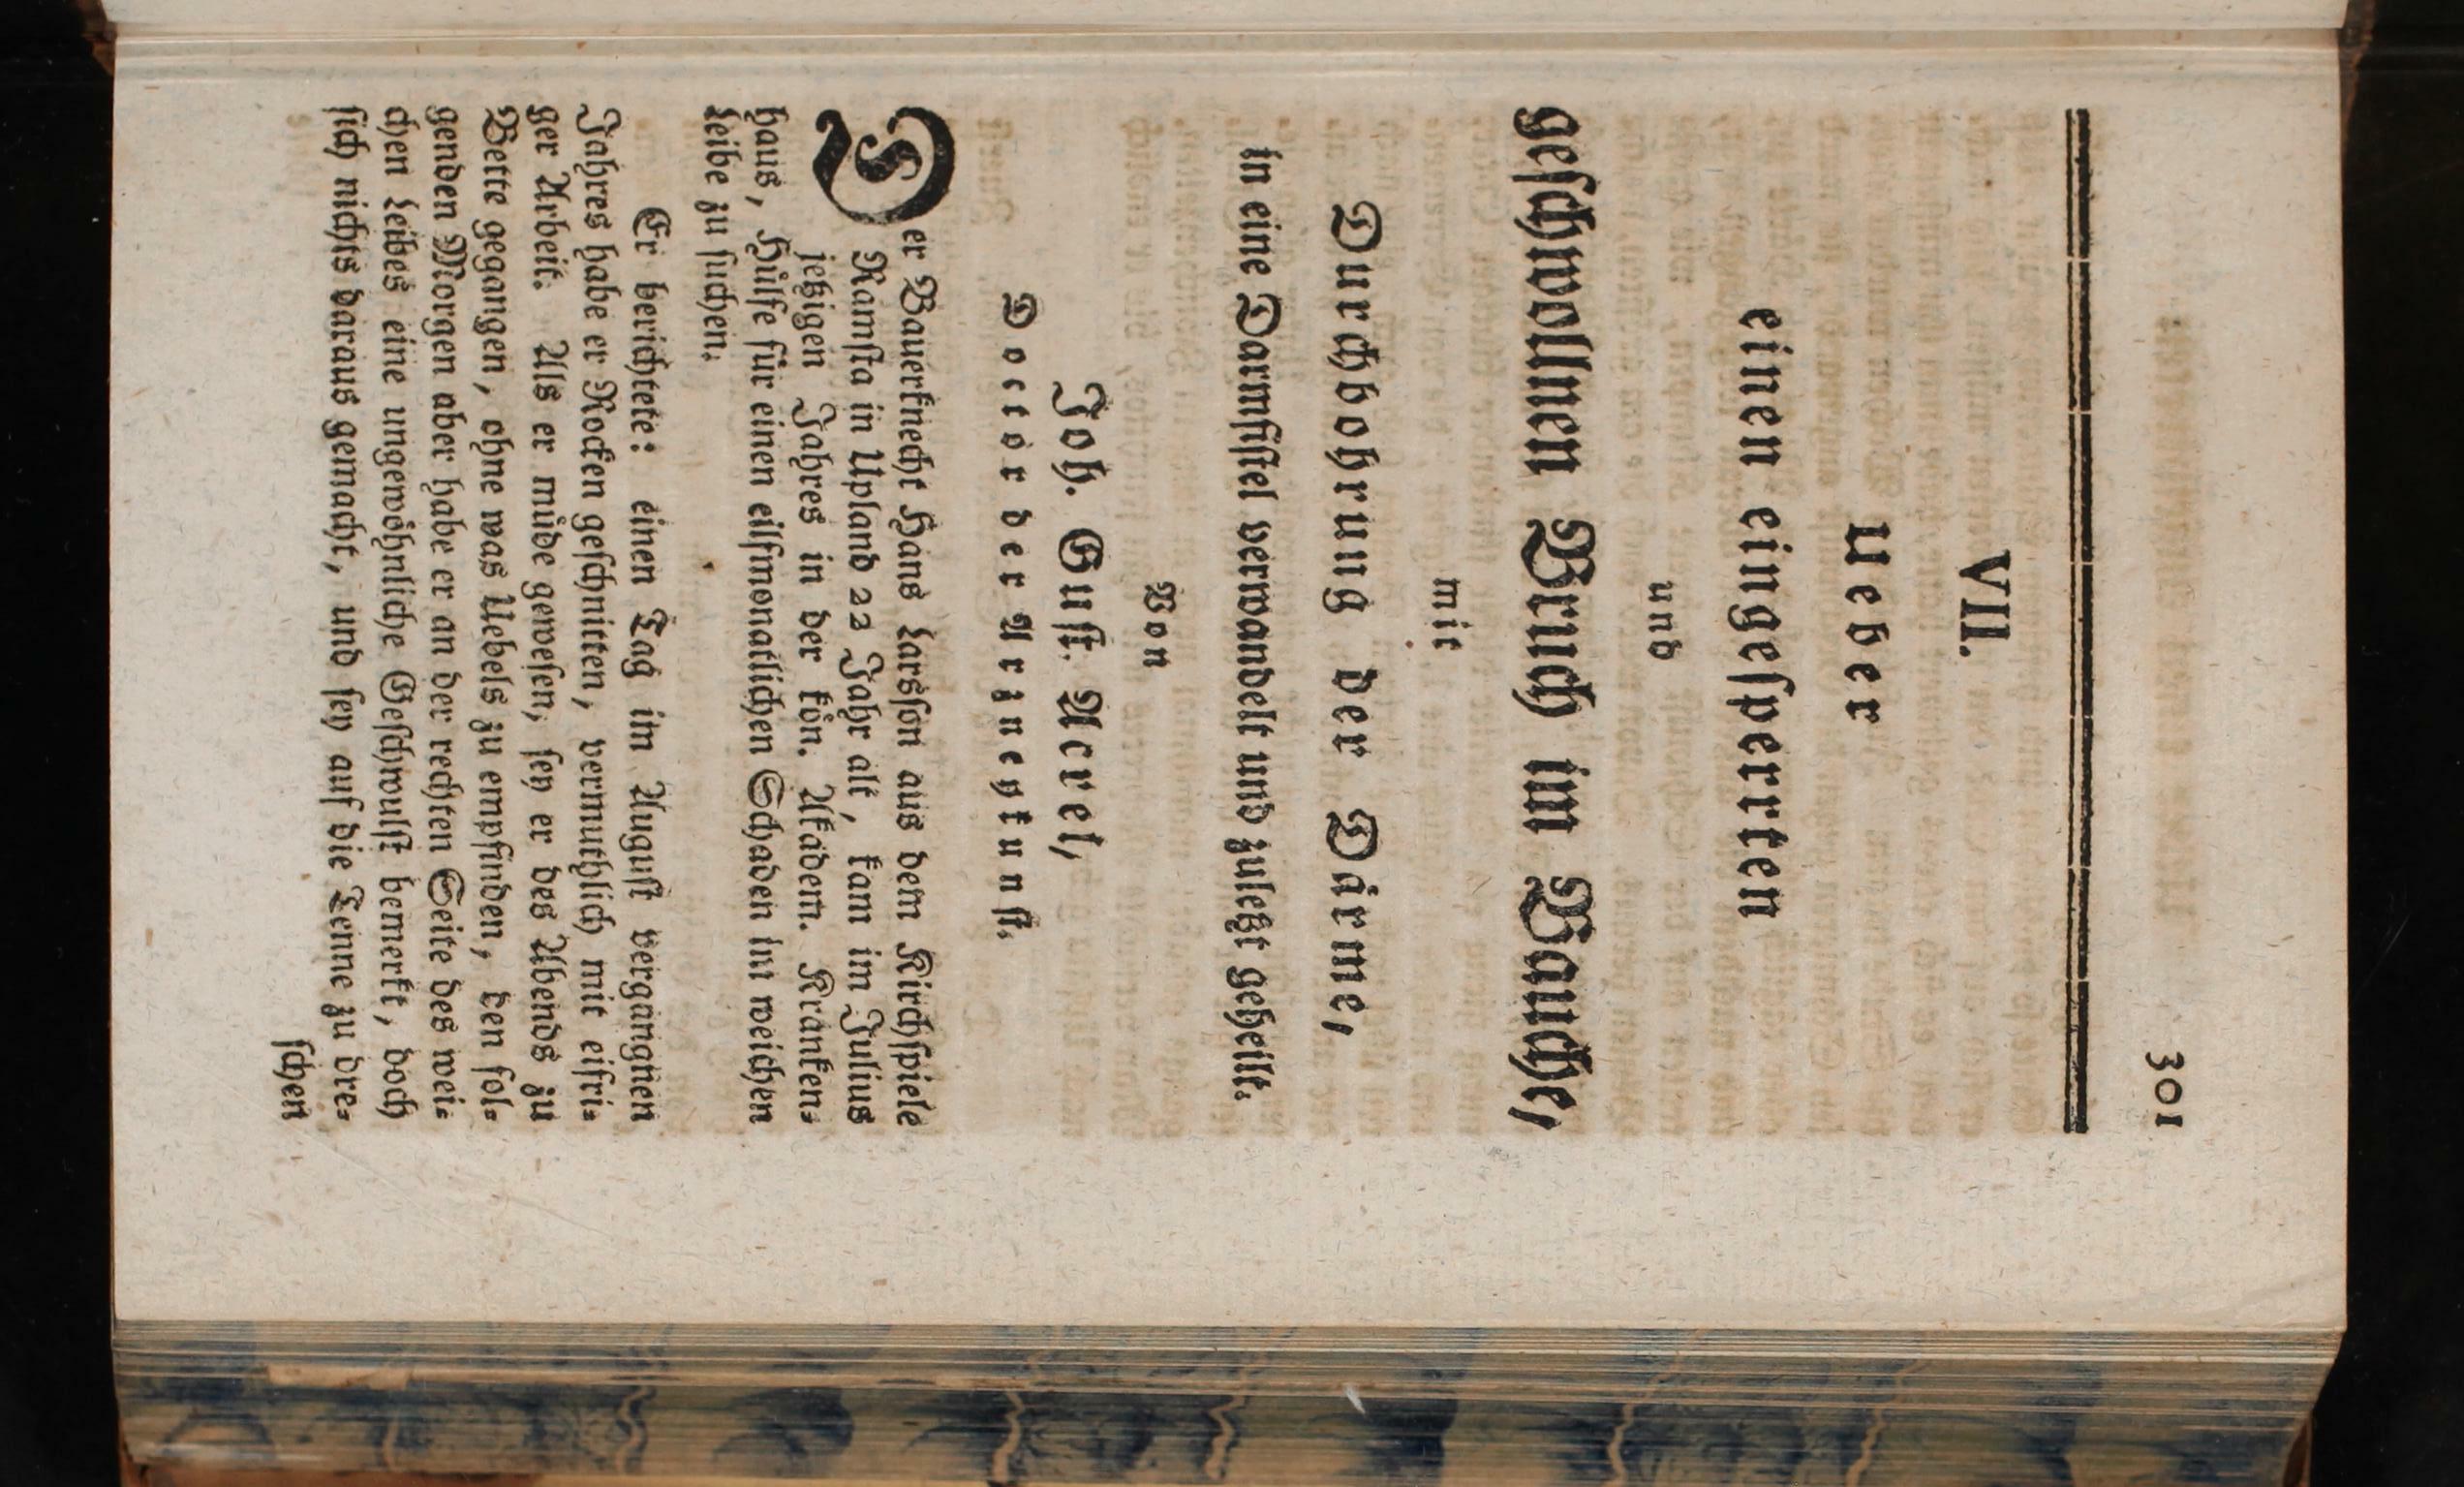 301
VII.
Ueber
einen eingesperrten
und
geschwollnen Bruch im Bauche,
mit
Durchbohrung der Därme,
in eine Darmfistel verwandelt und zuletzt geheilt.
Von
Joh. Gust. Acrel,
Doctor der Arzneykunst.
Der Bauerknecht Hans Larsson aus dem Kirchspiele
Ramsta in Upland 22 Jahr alt, kam im Julius
jetzigen Jahres in der kön. Akadem. Kranken-
haus, Hülfe für einen eilfmonatlichen Schaden im weichen
Leibe zu suchen.
Er berichtete: einen Tag im August vergangnen
Jahres habe er Rocken geschnitten, vermuthlich mit eifri-
ger Arbeit. Als er müde gewesen, sey er des Abends zu
Bette gegangen, ohne was Uebels zu empfinden, den fol-
genden Morgen aber habe er an der rechten Seite des wei-
chen Leibes eine ungewöhnliche Geschwulst bemerkt, doch
sich nichts daraus gemacht, und sey auf die Tenne zu dre-
schen